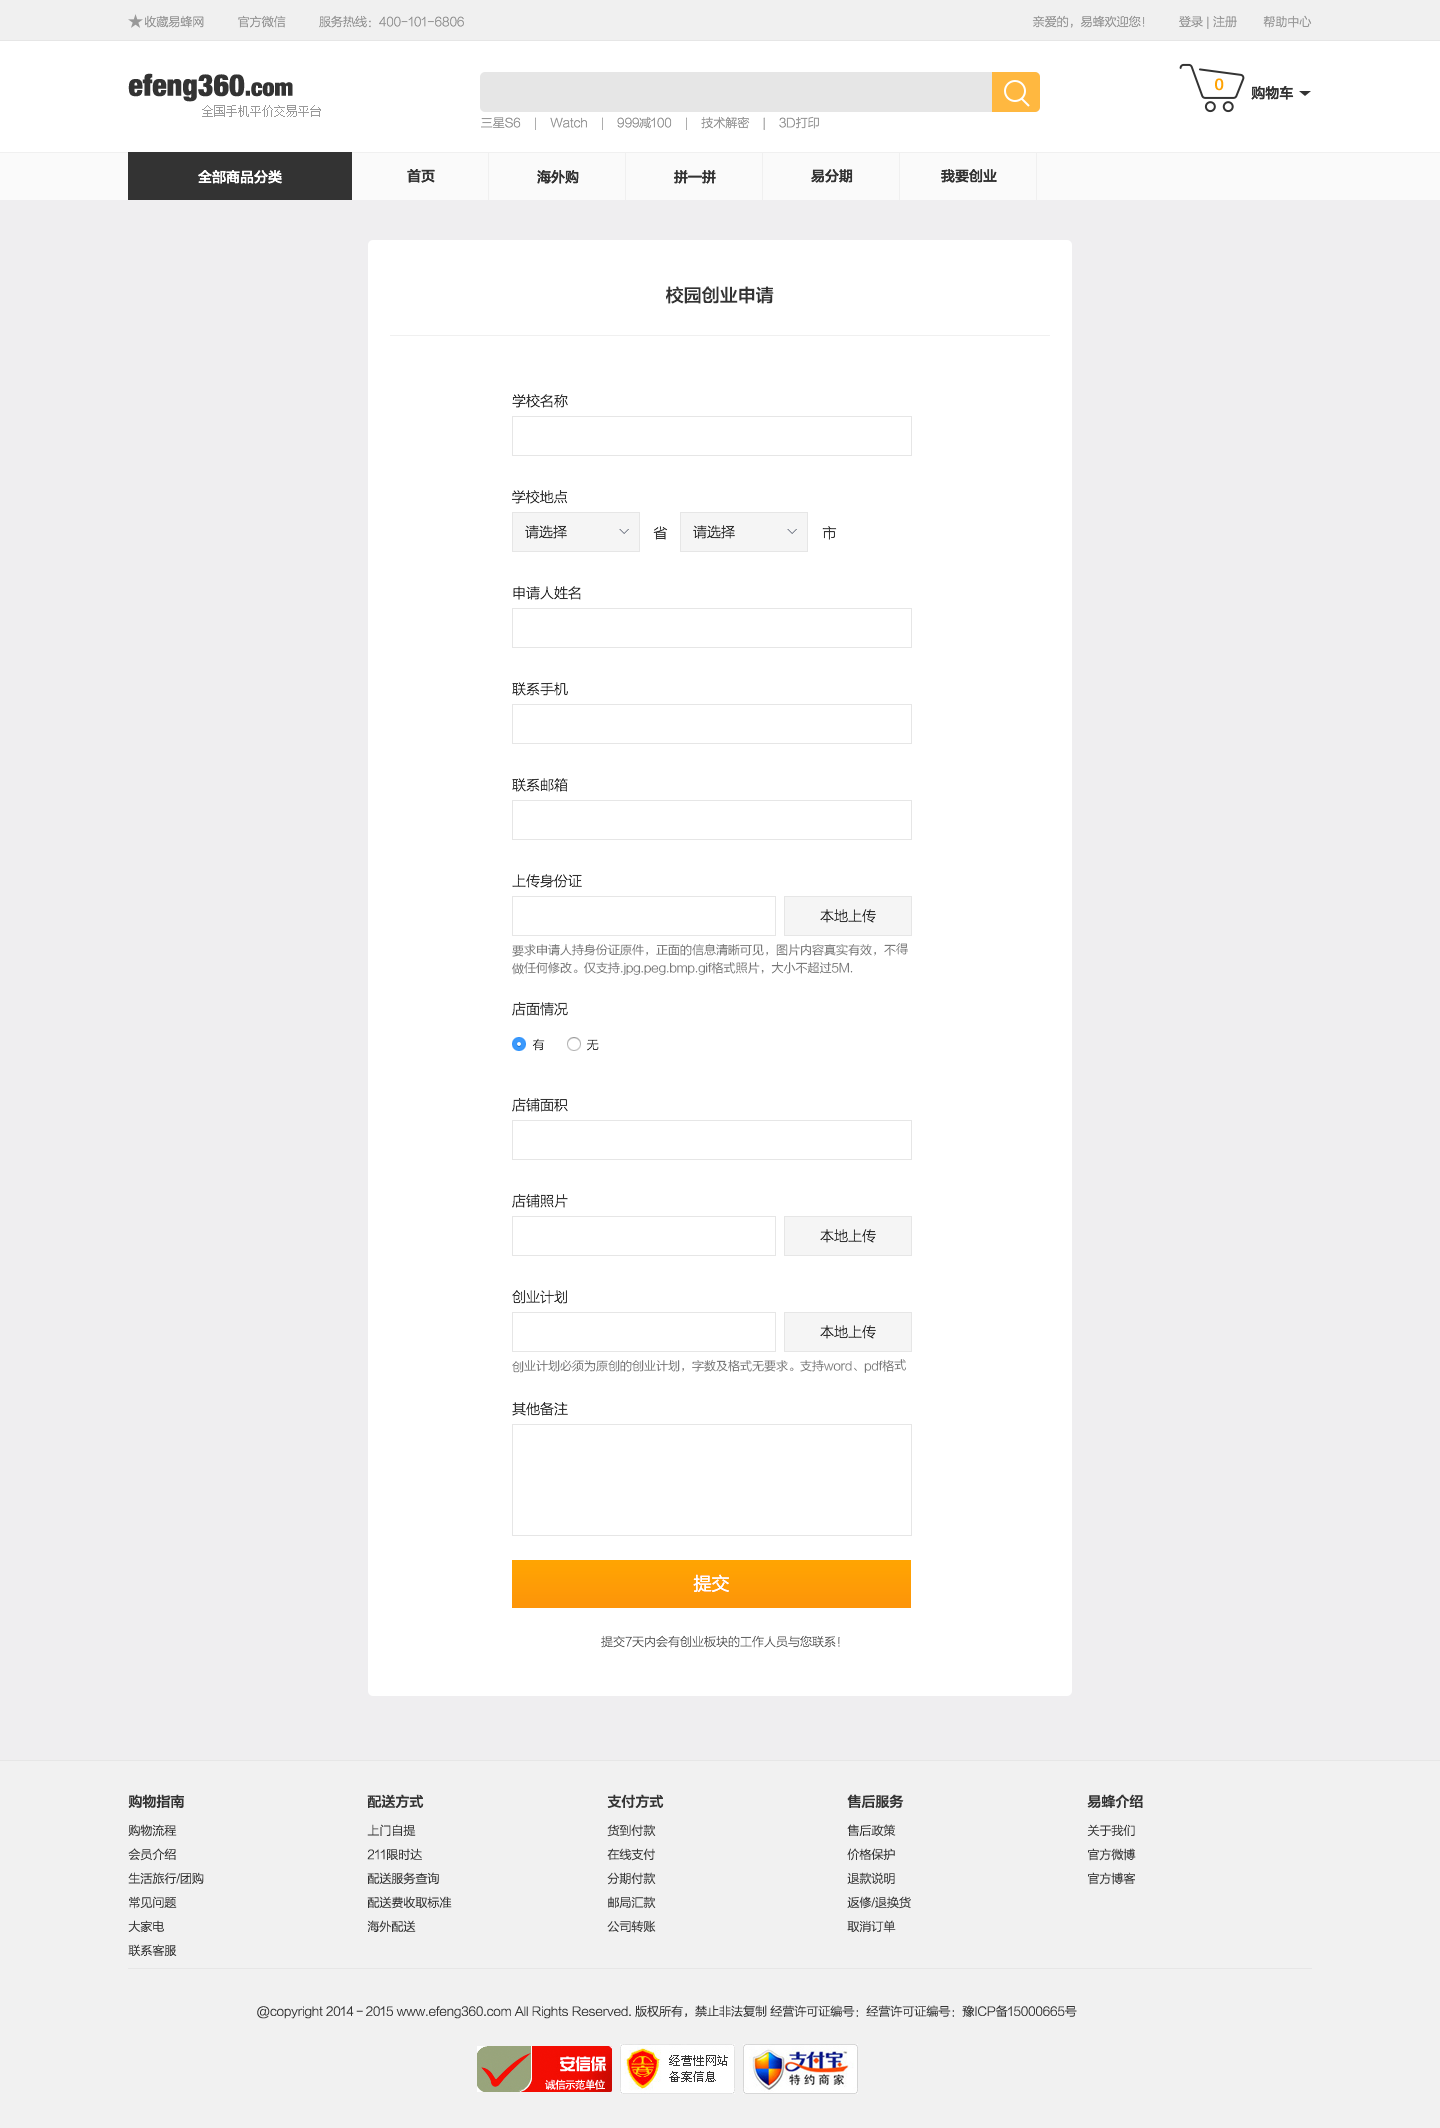 ★收藏易蜂网 官方微信 服务热线：400-101-6806 亲爱的，易蜂欢迎您！ 登录 | 注册 帮助中心
efeng360.com
全国手机平价交易平台
0 购物车
三星S6 | Watch | 999减100 | 技术解密 | 3D打印
全部商品分类 首页 海外购 拼一拼 易分期 我要创业
校园创业申请
学校名称
学校地点
请选择 省 请选择 市
申请人姓名
联系手机
联系邮箱
上传身份证
本地上传
要求申请人持身份证原件，正面的信息清晰可见，图片内容真实有效，不得
做任何修改。仅支持.jpg.peg.bmp.gif格式照片，大小不超过5M.
店面情况
有 无
店铺面积
店铺照片
本地上传
创业计划
本地上传
创业计划必须为原创的创业计划，字数及格式无要求。支持word、pdf格式
其他备注
提交
提交7天内会有创业板块的工作人员与您联系！
购物指南 配送方式 支付方式 售后服务 易蜂介绍
购物流程 上门自提 货到付款 售后政策 关于我们
会员介绍 211限时达 在线支付 价格保护 官方微博
生活旅行/团购 配送服务查询 分期付款 退款说明 官方博客
常见问题 配送费收取标准 邮局汇款 返修/退换货
大家电 海外配送 公司转账 取消订单
联系客服
@copyright 2014 - 2015 www.efeng360.com All Rights Reserved. 版权所有，禁止非法复制 经营许可证编号：经营许可证编号：豫ICP备15000665号
安信保
诚信示范单位
经营性网站
备案信息
支付宝
特约商家